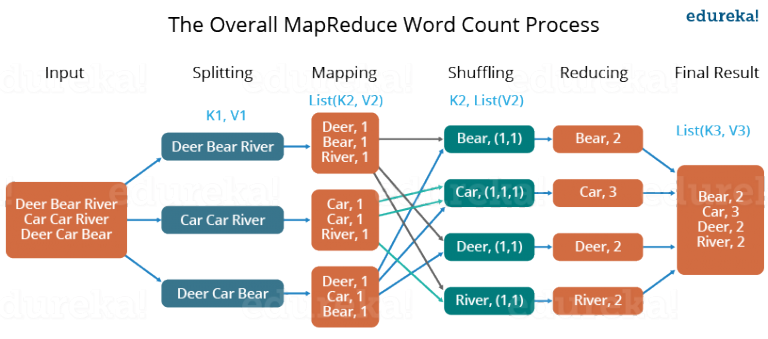 edureka!
The Overall MapReduce Word Count Process
Input
Splitting
Mapping
Shuffling
Reducing
Final Result
K1, V1
List(K2, V2)
K2, List(V2)
List(K3, V3)
Deer Bear River
Car Car River
Deer Car Bear
Deer Bear River
Car Car River
Deer Car Bear
Deer, 1
Bear, 1
River, 1
Car, 1
Car, 1
River, 1
Deer, 1
Car, 1
Bear, 1
Bear, (1,1)
Car, (1,1,1)
Deer, (1,1)
River, (1,1)
Bear, 2
Car, 3
Deer, 2
River, 2
Bear, 2
Car, 3
Deer, 2
River, 2